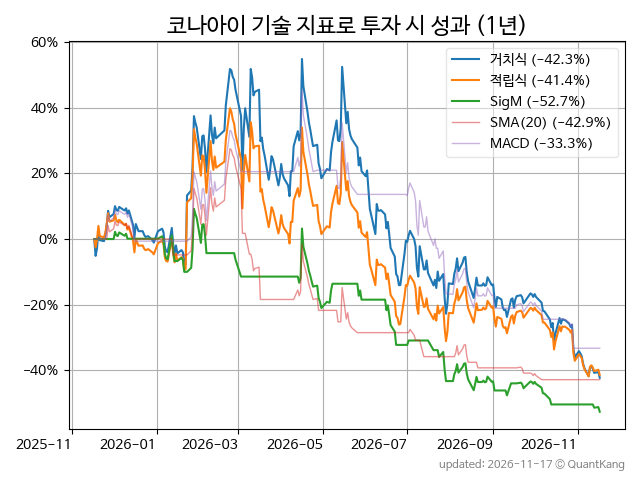 코나아이 기술 지표로 투자 시 성과 (1년)
60%
40%
20%
0%
−20%
−40%
거치식 (−42.3%)
적립식 (−41.4%)
SigM (−52.7%)
SMA(20) (−42.9%)
MACD (−33.3%)
2025-11
2026-01
2026-03
2026-05
2026-07
2026-09
2026-11
updated: 2026-11-17 © QuantKang